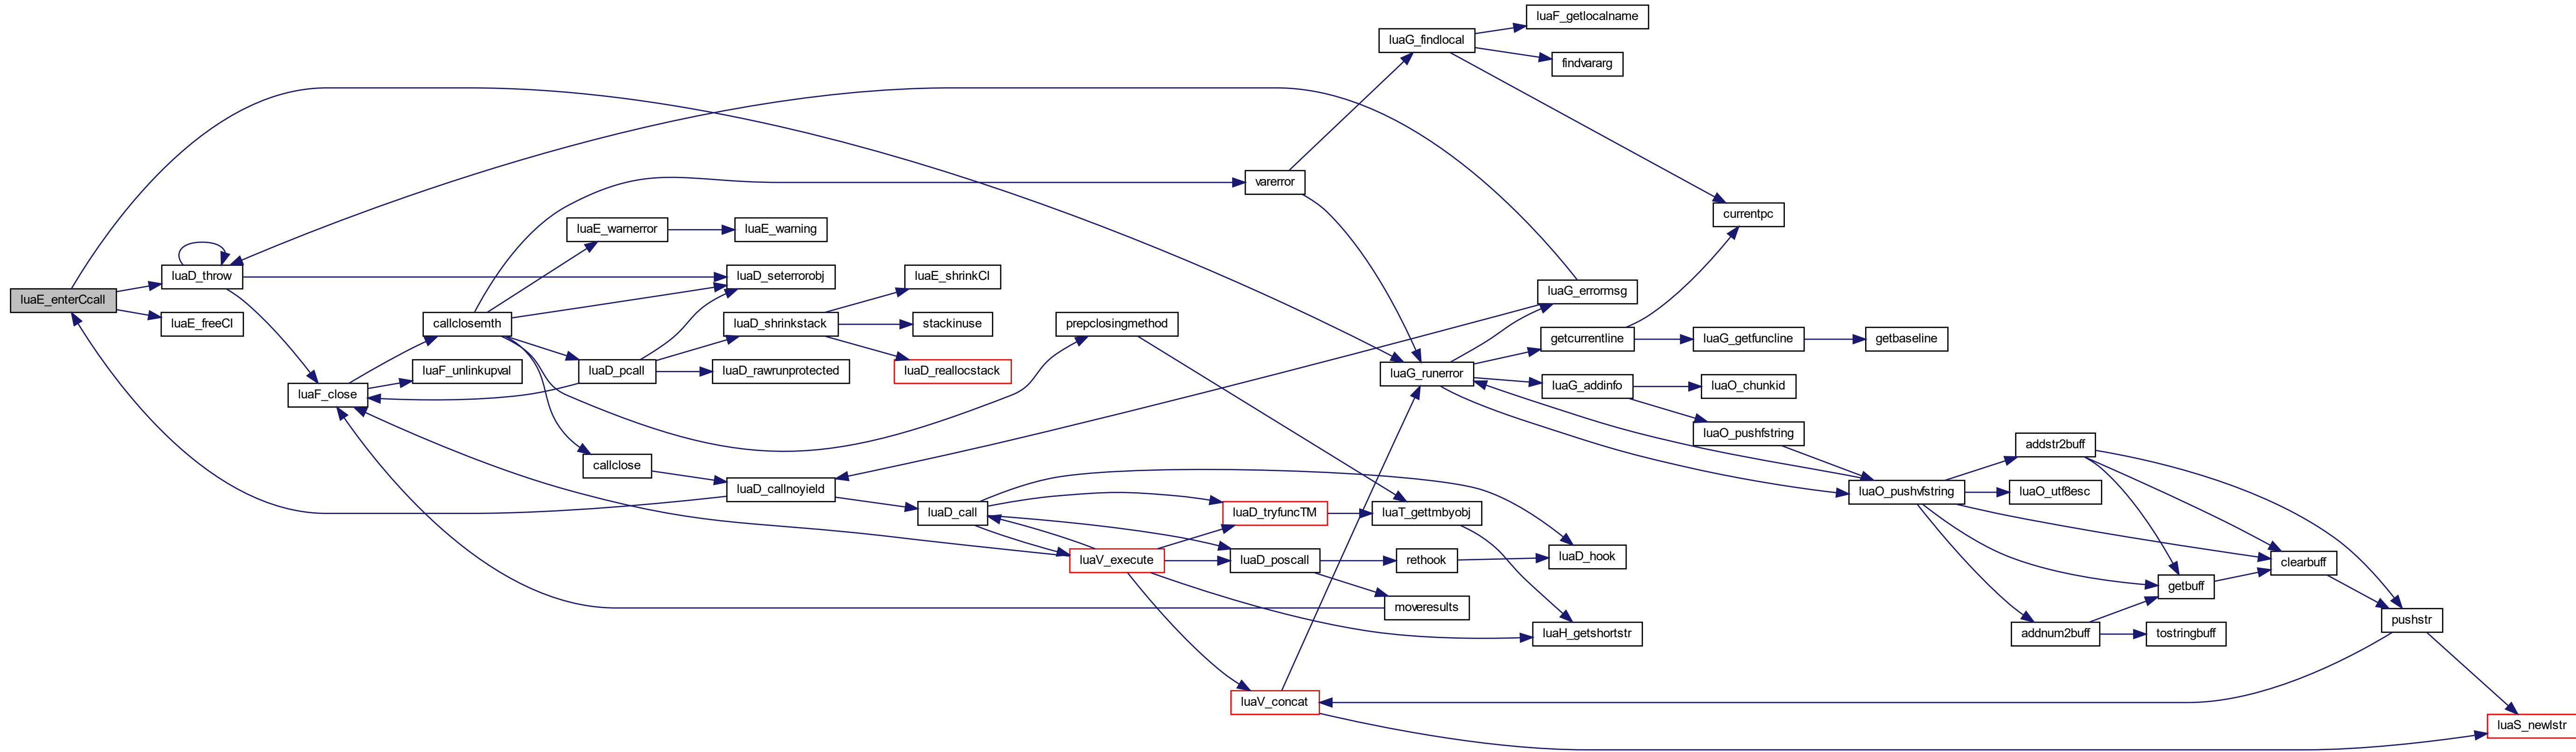 luaE_enterCcall
luaD_throw
luaE_freeCI
luaF_close
callclosemth
luaF_unlinkupval
luaE_warnerror
luaE_warning
luaD_seterrorobj
luaD_pcall
luaD_shrinkstack
luaD_rawrunprotected
luaE_shrinkCI
stackinuse
luaD_reallocstack
callclose
luaD_callnoyield
luaD_call
prepclosingmethod
luaV_execute
varerror
luaD_tryfuncTM
luaD_poscall
luaV_concat
luaG_findlocal
luaG_runerror
luaT_gettmbyobj
rethook
moveresults
luaF_getlocalname
findvararg
luaG_errormsg
getcurrentline
luaG_addinfo
luaD_hook
luaH_getshortstr
currentpc
luaG_getfuncline
luaO_chunkid
luaO_pushfstring
getbaseline
luaO_pushvfstring
addstr2buff
luaO_utf8esc
addnum2buff
getbuff
tostringbuff
clearbuff
pushstr
luaS_newlstr